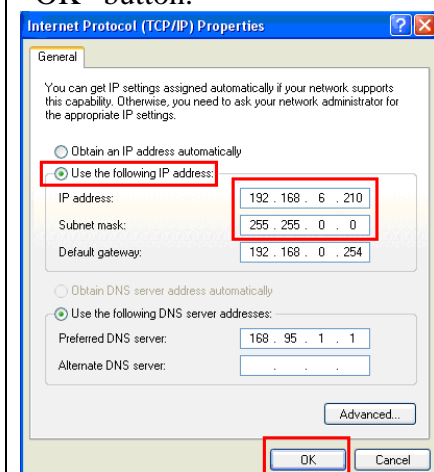 "OK" button.
Internet Protocol (TCP/IP) Properties
General
You can get IP settings assigned automatically if your network supports
this capability. Otherwise, you need to ask your network administrator for
the appropriate IP settings.
Obtain an IP address automatically
Use the following IP address:
IP address: 192 . 168 . 6 . 210
Subnet mask: 255 . 255 . 0 . 0
Default gateway: 192 . 168 . 0 . 254
Obtain DNS server address automatically
Use the following DNS server addresses:
Preferred DNS server: 168 . 95 . 1 . 1
Alternate DNS server: . . .
Advanced...
OK Cancel